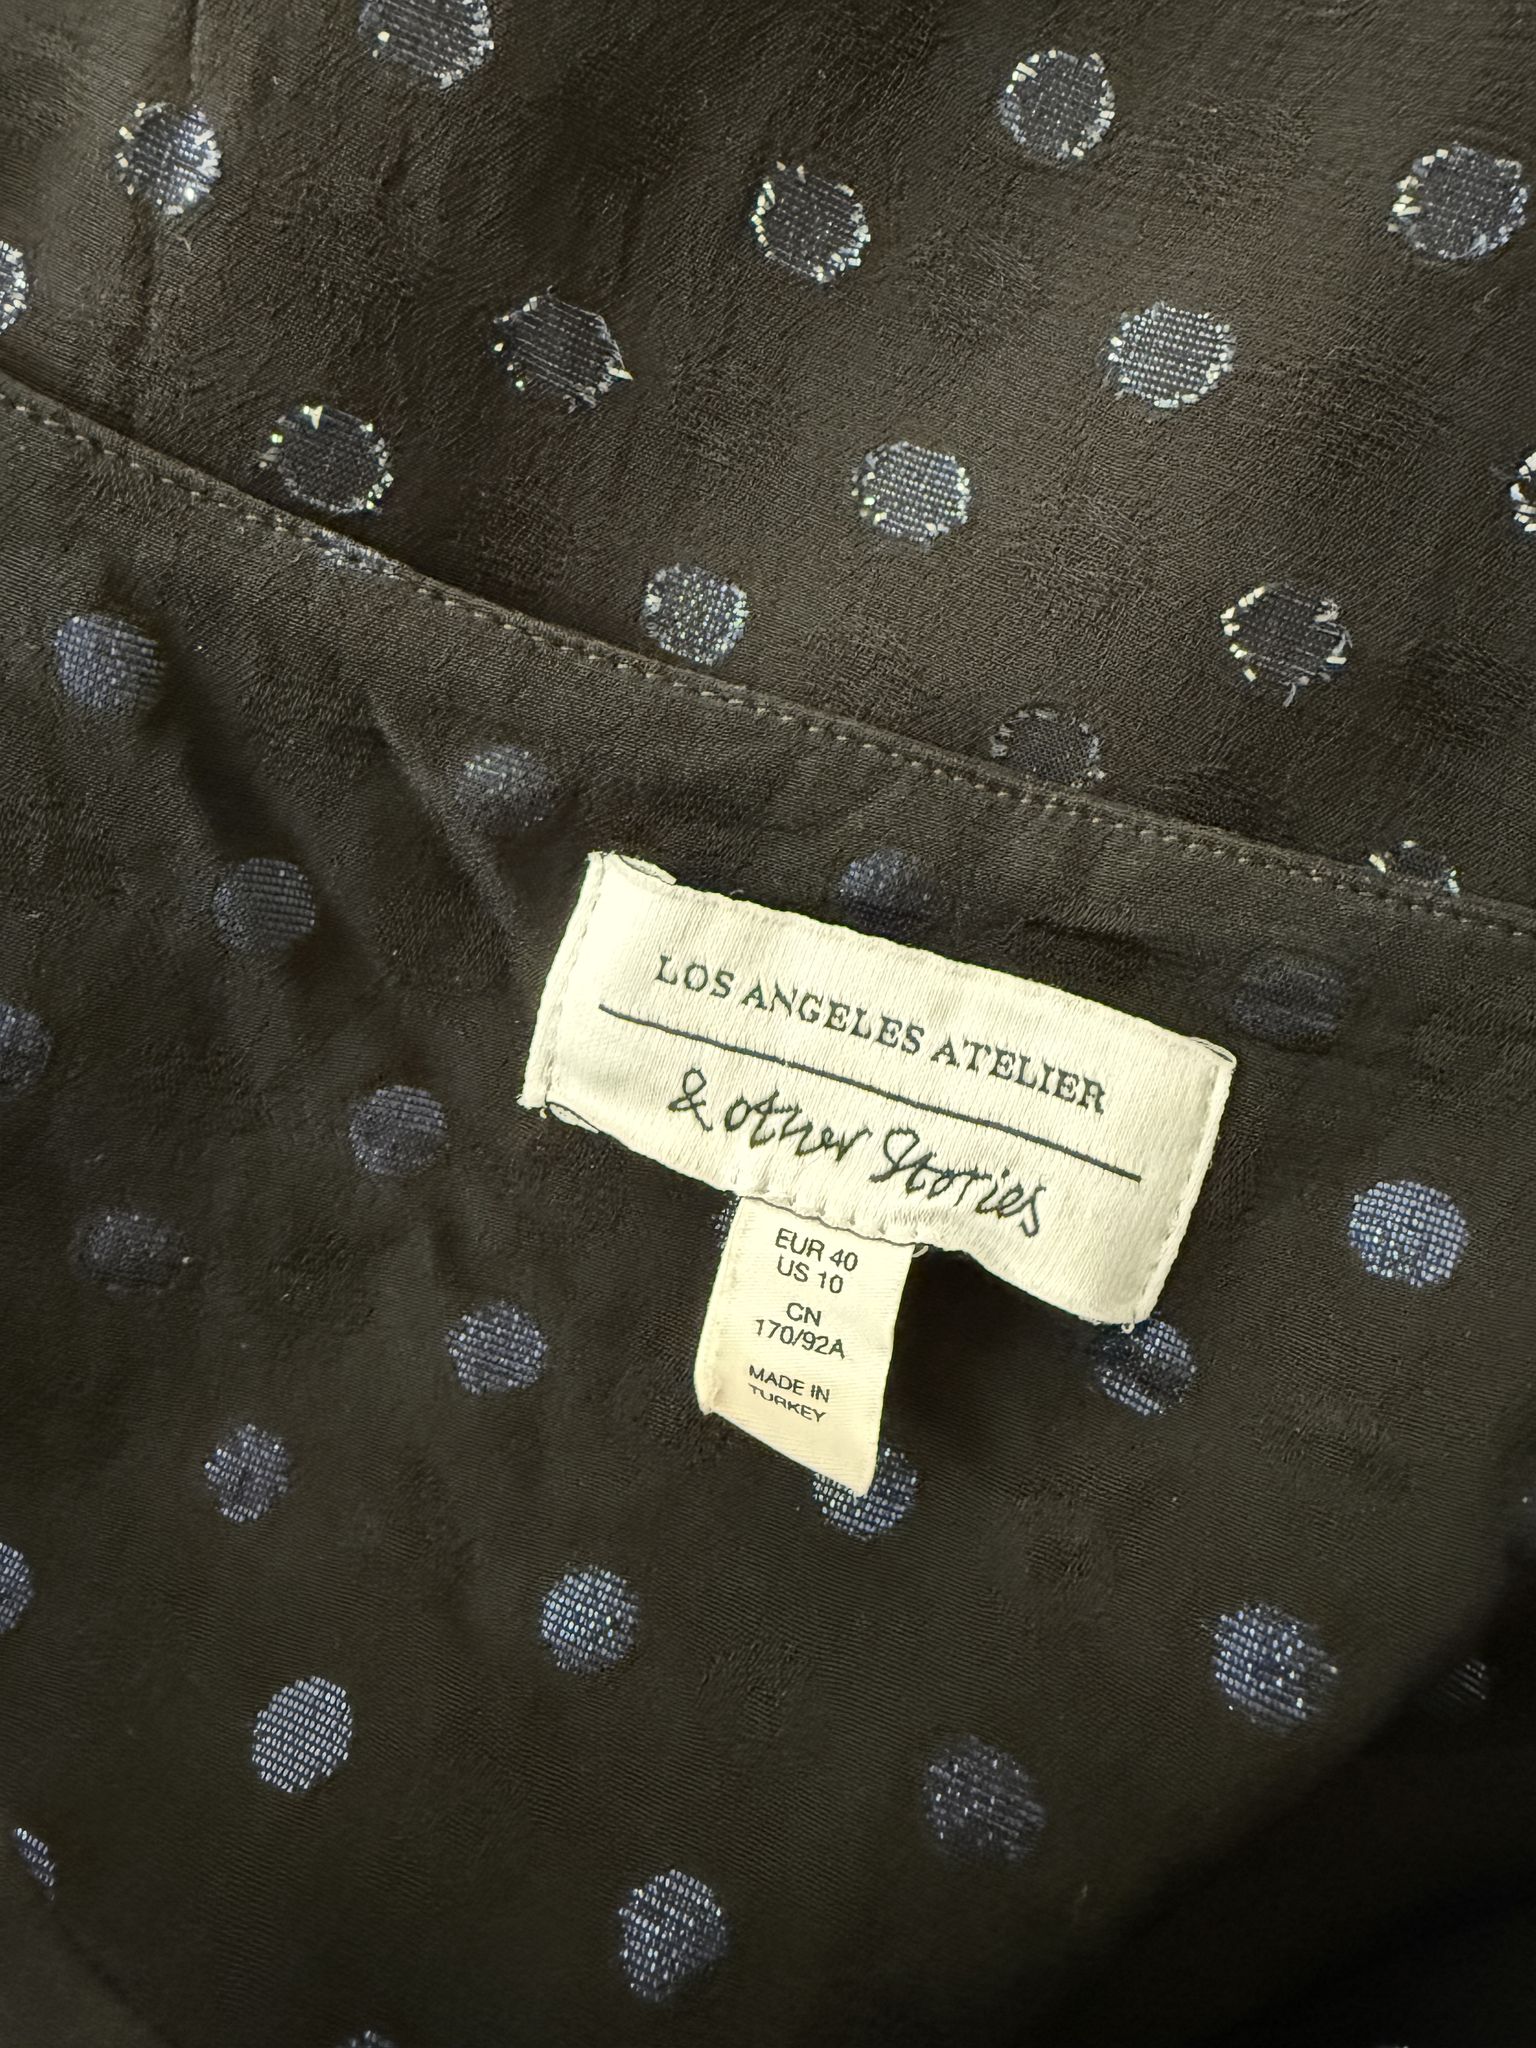 LOS ANGELES ATELIER
& other Stories
EUR 40
US 10
CN
170/92A
MADE IN
TURKEY